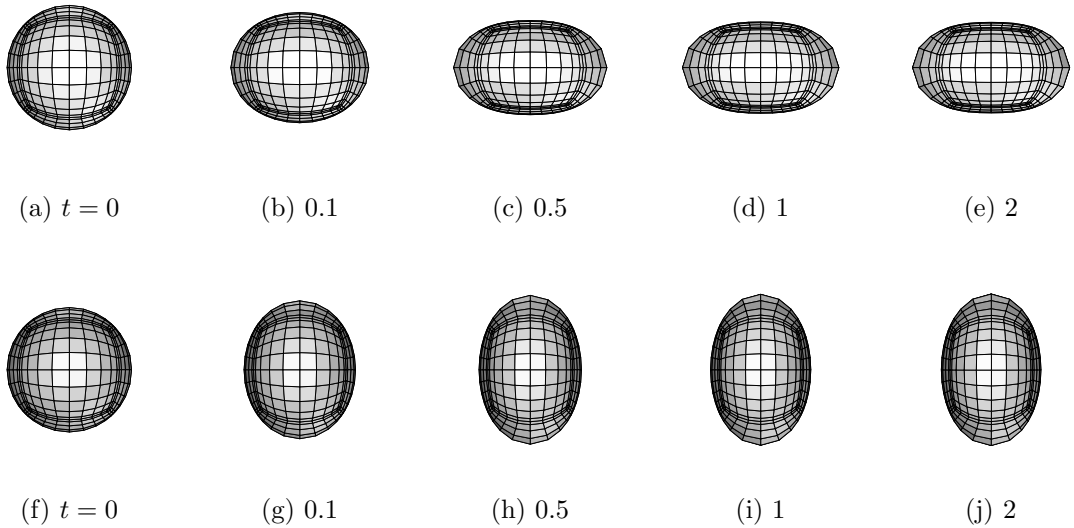 (a) t = 0 (b) 0.1 (c) 0.5 (d) 1 (e) 2
(f) t = 0 (g) 0.1 (h) 0.5 (i) 1 (j) 2